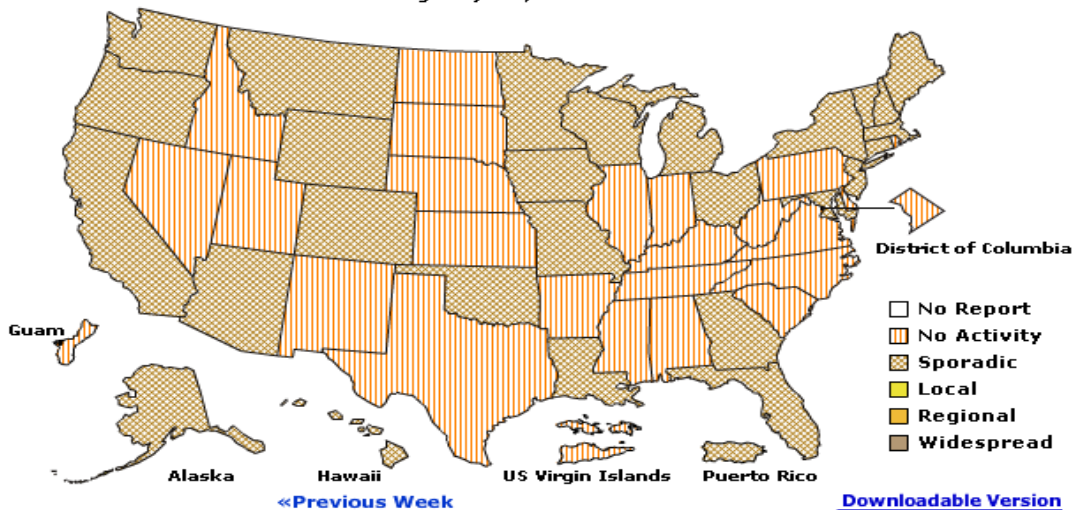 District of Columbia
Guam
No Report
No Activity
Sporadic
Local
Regional
Widespread
Alaska
Hawaii
US Virgin Islands
Puerto Rico
«Previous Week
Downloadable Version